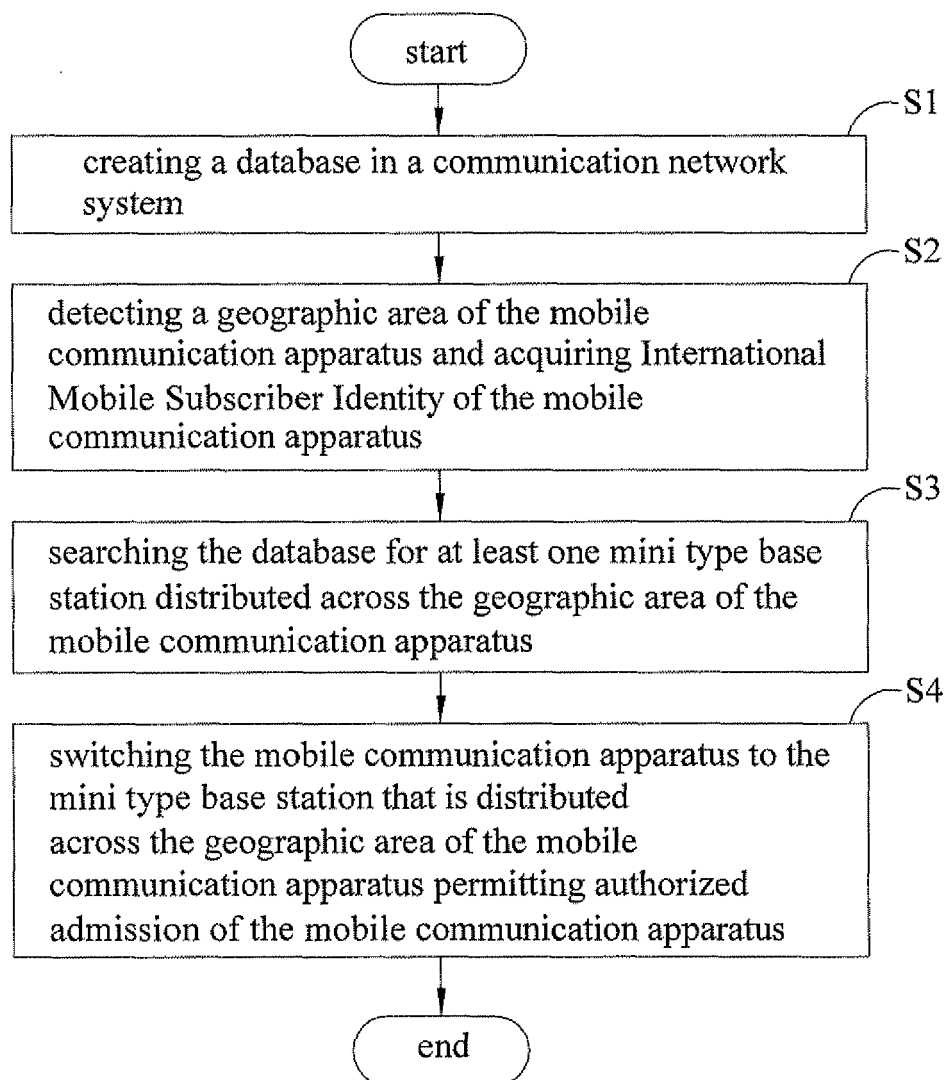 start
S1
creating a database in a communication network
system
S2
detecting a geographic area of the mobile
communication apparatus and acquiring International
Mobile Subscriber Identity of the mobile
communication apparatus
S3
searching the database for at least one mini type base
station distributed across the geographic area of the
mobile communication apparatus
S4
switching the mobile communication apparatus to the
mini type base station that is distributed
across the geographic area of the mobile
communication apparatus permitting authorized
admission of the mobile communication apparatus
end